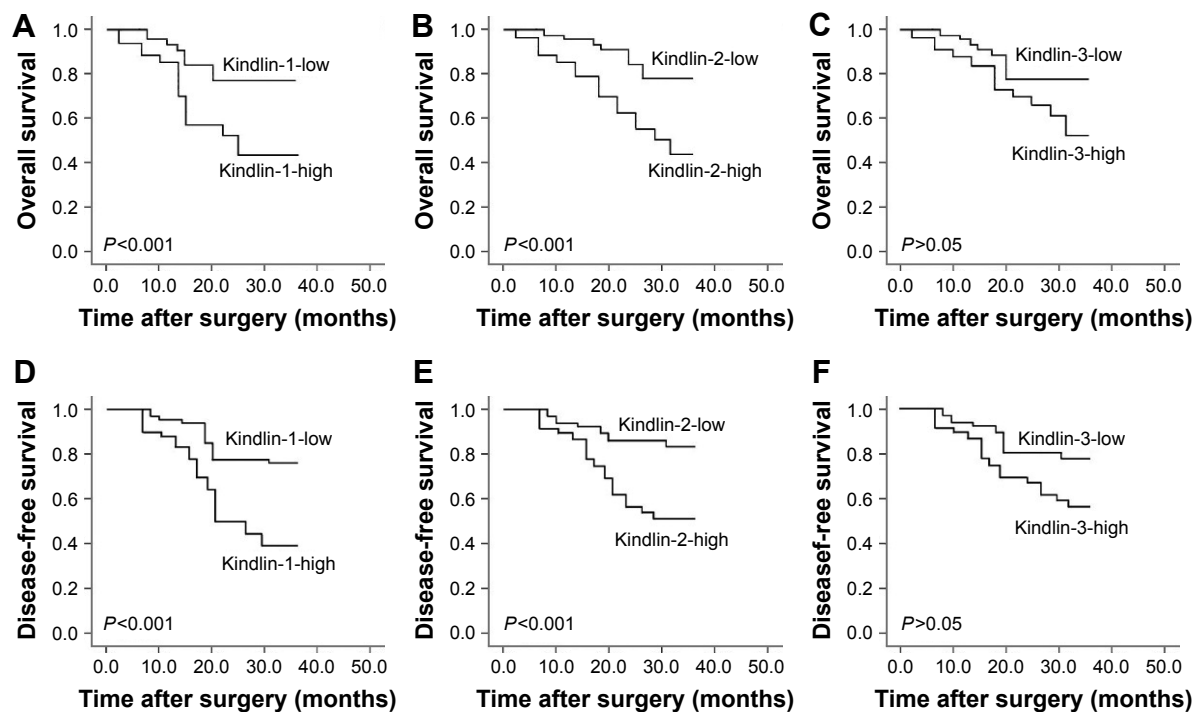 A
Overall survival
1.0
0.8
0.6
0.4
0.2
0.0
Kindlin-1-low
Kindlin-1-high
P<0.001
0.0 10.0 20.0 30.0 40.0 50.0
Time after surgery (months)
B
Overall survival
1.0
0.8
0.6
0.4
0.2
0.0
Kindlin-2-low
Kindlin-2-high
P<0.001
0.0 10.0 20.0 30.0 40.0 50.0
Time after surgery (months)
C
Overall survival
1.0
0.8
0.6
0.4
0.2
0.0
Kindlin-3-low
Kindlin-3-high
P>0.05
0.0 10.0 20.0 30.0 40.0 50.0
Time after surgery (months)
D
Disease-free survival
1.0
0.8
0.6
0.4
0.2
0.0
Kindlin-1-low
Kindlin-1-high
P<0.001
0.0 10.0 20.0 30.0 40.0 50.0
Time after surgery (months)
E
Disease-free survival
1.0
0.8
0.6
0.4
0.2
0.0
Kindlin-2-low
Kindlin-2-high
P<0.001
0.0 10.0 20.0 30.0 40.0 50.0
Time after surgery (months)
F
Diseasef-ree survival
1.0
0.8
0.6
0.4
0.2
0.0
Kindlin-3-low
Kindlin-3-high
P>0.05
0.0 10.0 20.0 30.0 40.0 50.0
Time after surgery (months)